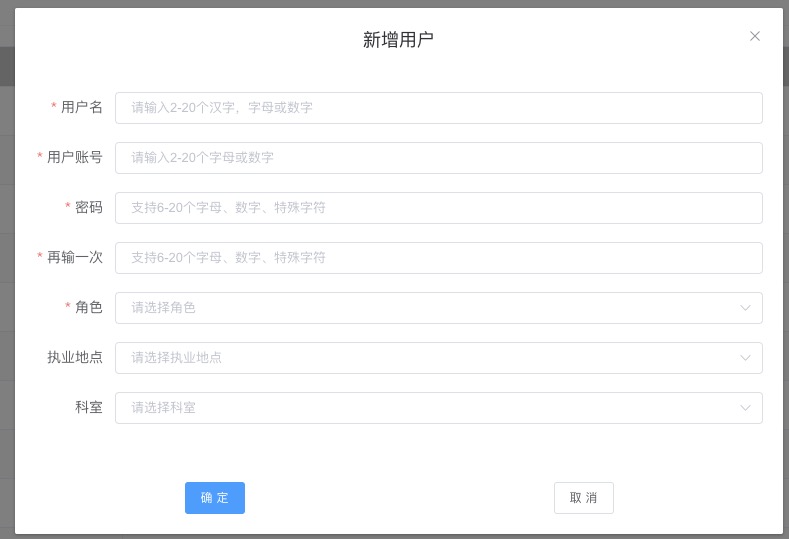 新增用户
* 用户名 请输入2-20个汉字，字母或数字
* 用户账号 请输入2-20个字母或数字
* 密码 支持6-20个字母、数字、特殊字符
* 再输一次 支持6-20个字母、数字、特殊字符
* 角色 请选择角色
执业地点 请选择执业地点
科室 请选择科室
确 定 取 消